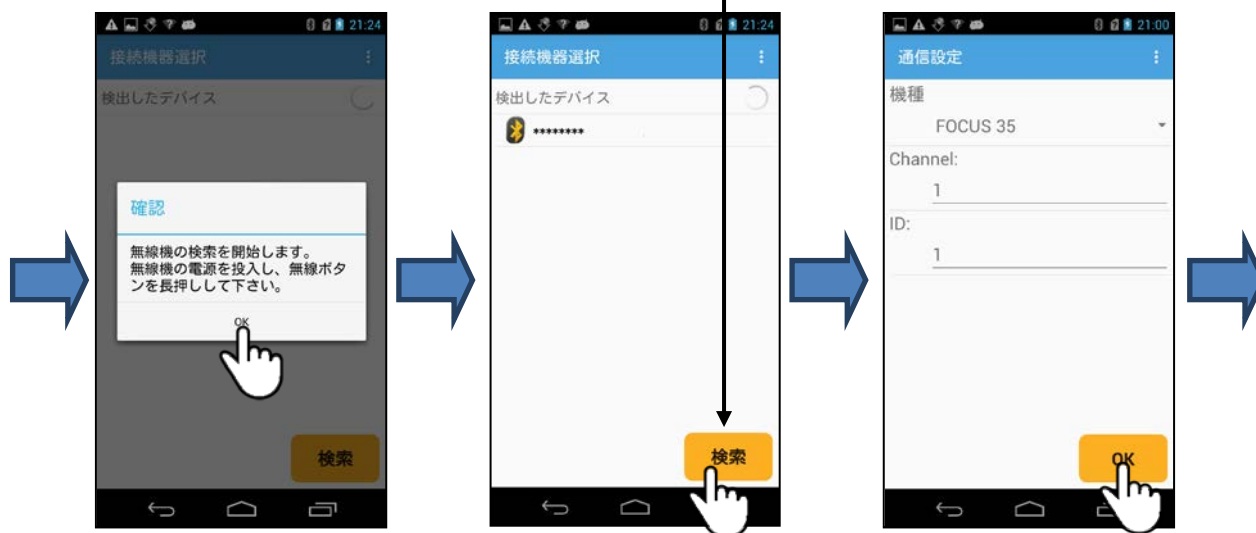 21:24
接続機器選択
検出したデバイス
確認
無線機の検索を開始します。
無線機の電源を投入し、無線ボタ
ンを長押しして下さい。
OK
検索
21:24
接続機器選択
検出したデバイス
********
検索
21:00
通信設定
機種
FOCUS 35
Channel:
1
ID:
1
OK